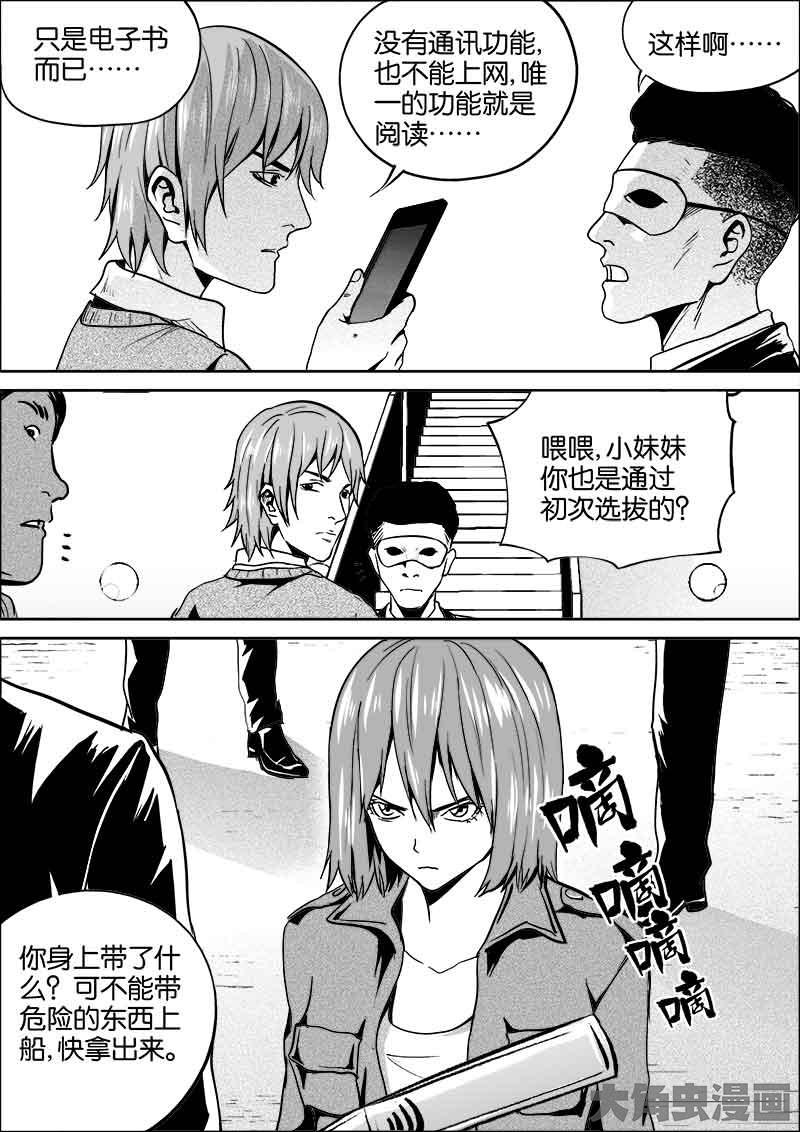 只是电子书
而已……
没有通讯功能，
也不能上网，唯
一的功能就是
阅读……
这样啊……
喂喂，小妹妹
你也是通过
初次选拔的？
嘀
嘀
嘀
嘀
你身上带了什
么？可不能带
危险的东西上
船，快拿出来。
大角虫漫画